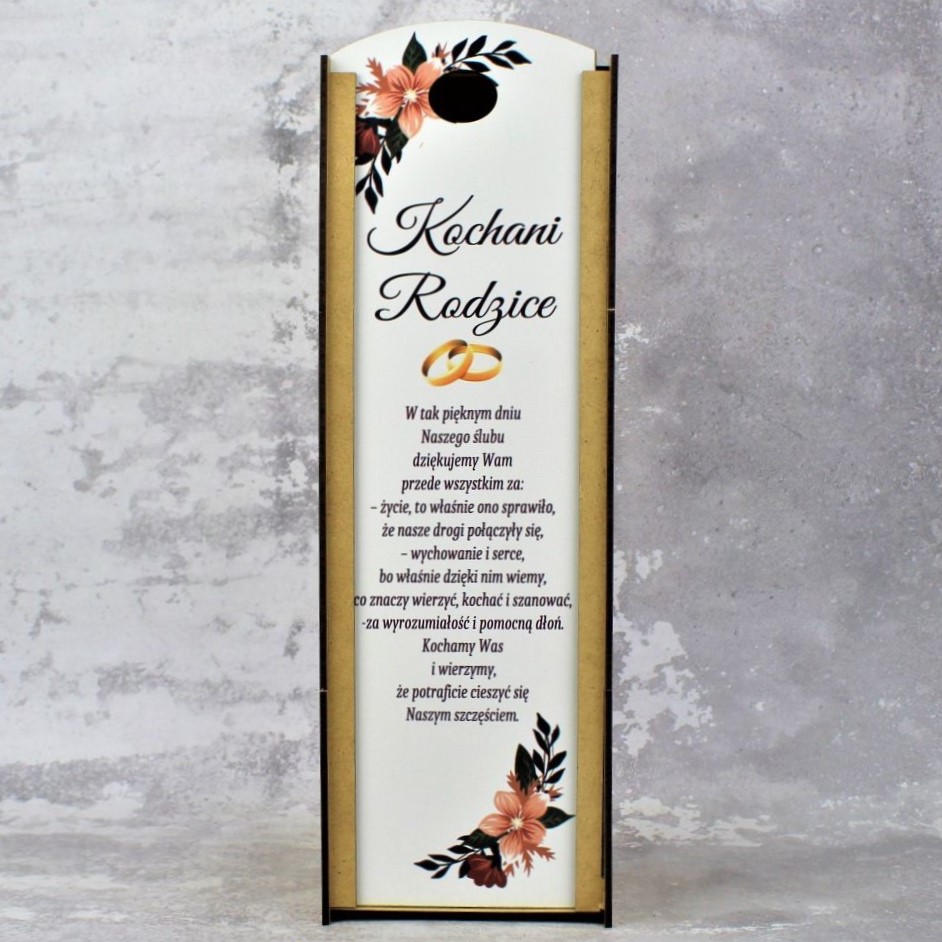 Kochani
Rodzice
W tak pięknym dniu
Naszego ślubu
dziękujemy Wam
przede wszystkim za:
– życie, to właśnie ono sprawiło,
że nasze drogi połączyły się,
– wychowanie i serce,
bo właśnie dzięki nim wiemy,
co znaczy wierzyć, kochać i szanować,
-za wyrozumiałość i pomocną dłoń.
Kochamy Was
i wierzymy,
że potraficie cieszyć się
Naszym szczęściem.